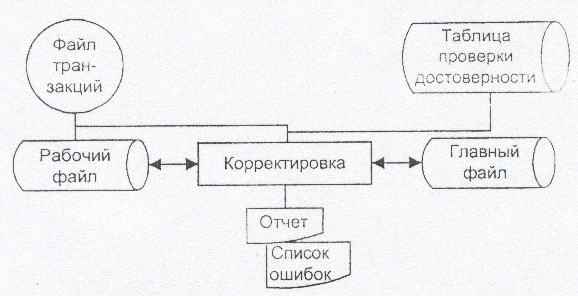 Файл
тран-
закций
Таблица
проверки
достоверности
Рабочий
файл
Корректировка
Главный
файл
Отчет
Список
ошибок